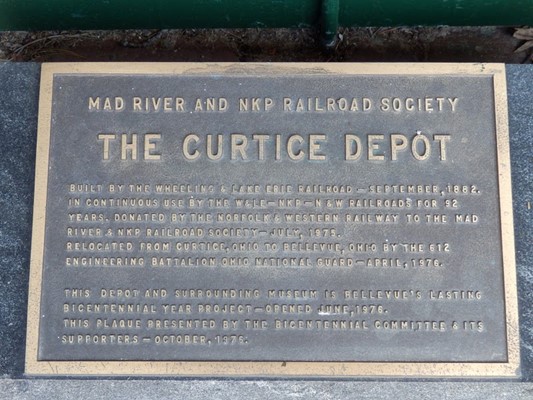 MAD RIVER AND NKP RAILROAD SOCIETY
THE CURTICE DEPOT
BUILT BY THE WHEELING & LAKE ERIE RAILROAD — SEPTEMBER, 1882.
IN CONTINUOUS USE BY THE W&LE — NKP — N&W RAILROADS FOR 92
YEARS. DONATED BY THE NORFOLK & WESTERN RAILWAY TO THE MAD
RIVER & NKP RAILROAD SOCIETY — JULY, 1975.
RELOCATED FROM CURTICE, OHIO TO BELLEVUE, OHIO BY THE 612
ENGINEERING BATTALION OHIO NATIONAL GUARD — APRIL, 1976.
THIS DEPOT AND SURROUNDING MUSEUM IS BELLEVUE'S LASTING
BICENTENNIAL YEAR PROJECT — OPENED JUNE, 1976.
THIS PLAQUE PRESENTED BY THE BICENTENNIAL COMMITTEE & ITS
SUPPORTERS — OCTOBER, 1976.